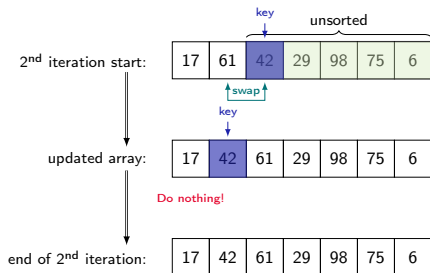 key
unsorted
2nd iteration start: 17 61 42 29 98 75 6
swap
key
updated array: 17 42 61 29 98 75 6
Do nothing!
end of 2nd iteration: 17 42 61 29 98 75 6